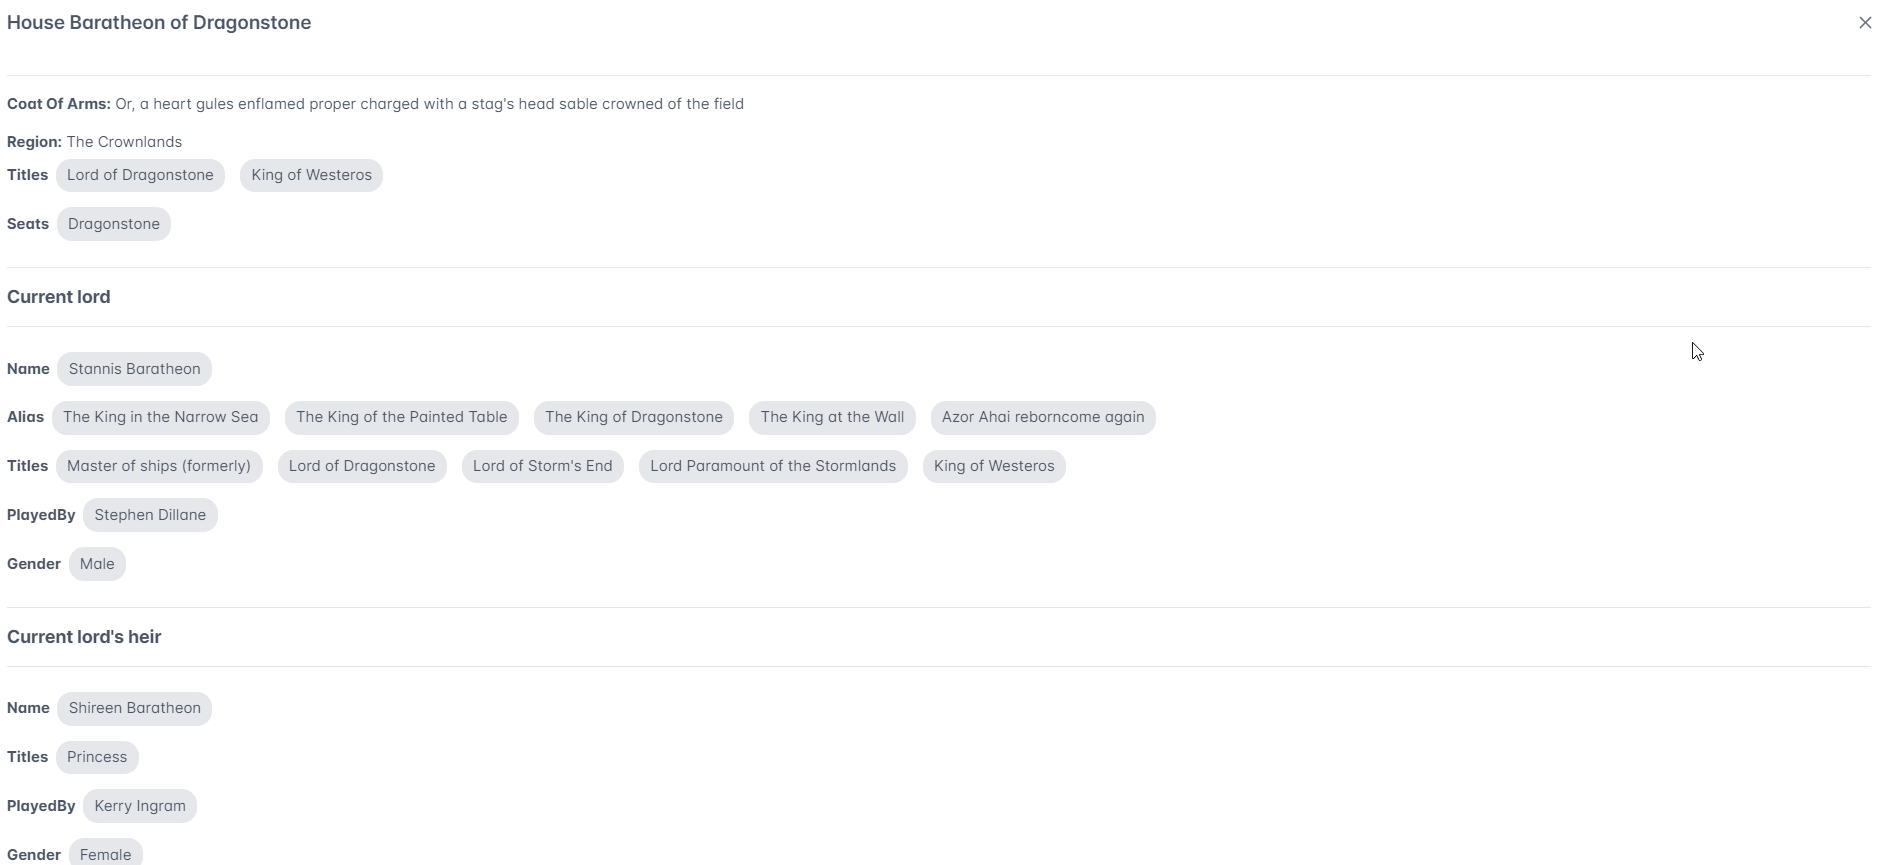 House Baratheon of Dragonstone
Coat Of Arms: Or, a heart gules enflamed proper charged with a stag's head sable crowned of the field
Region: The Crownlands
Titles Lord of Dragonstone King of Westeros
Seats Dragonstone
Current lord
Name Stannis Baratheon
Alias The King in the Narrow Sea The King of the Painted Table The King of Dragonstone The King at the Wall Azor Ahai reborncome again
Titles Master of ships (formerly) Lord of Dragonstone Lord of Storm's End Lord Paramount of the Stormlands King of Westeros
PlayedBy Stephen Dillane
Gender Male
Current lord's heir
Name Shireen Baratheon
Titles Princess
PlayedBy Kerry Ingram
Gender Female